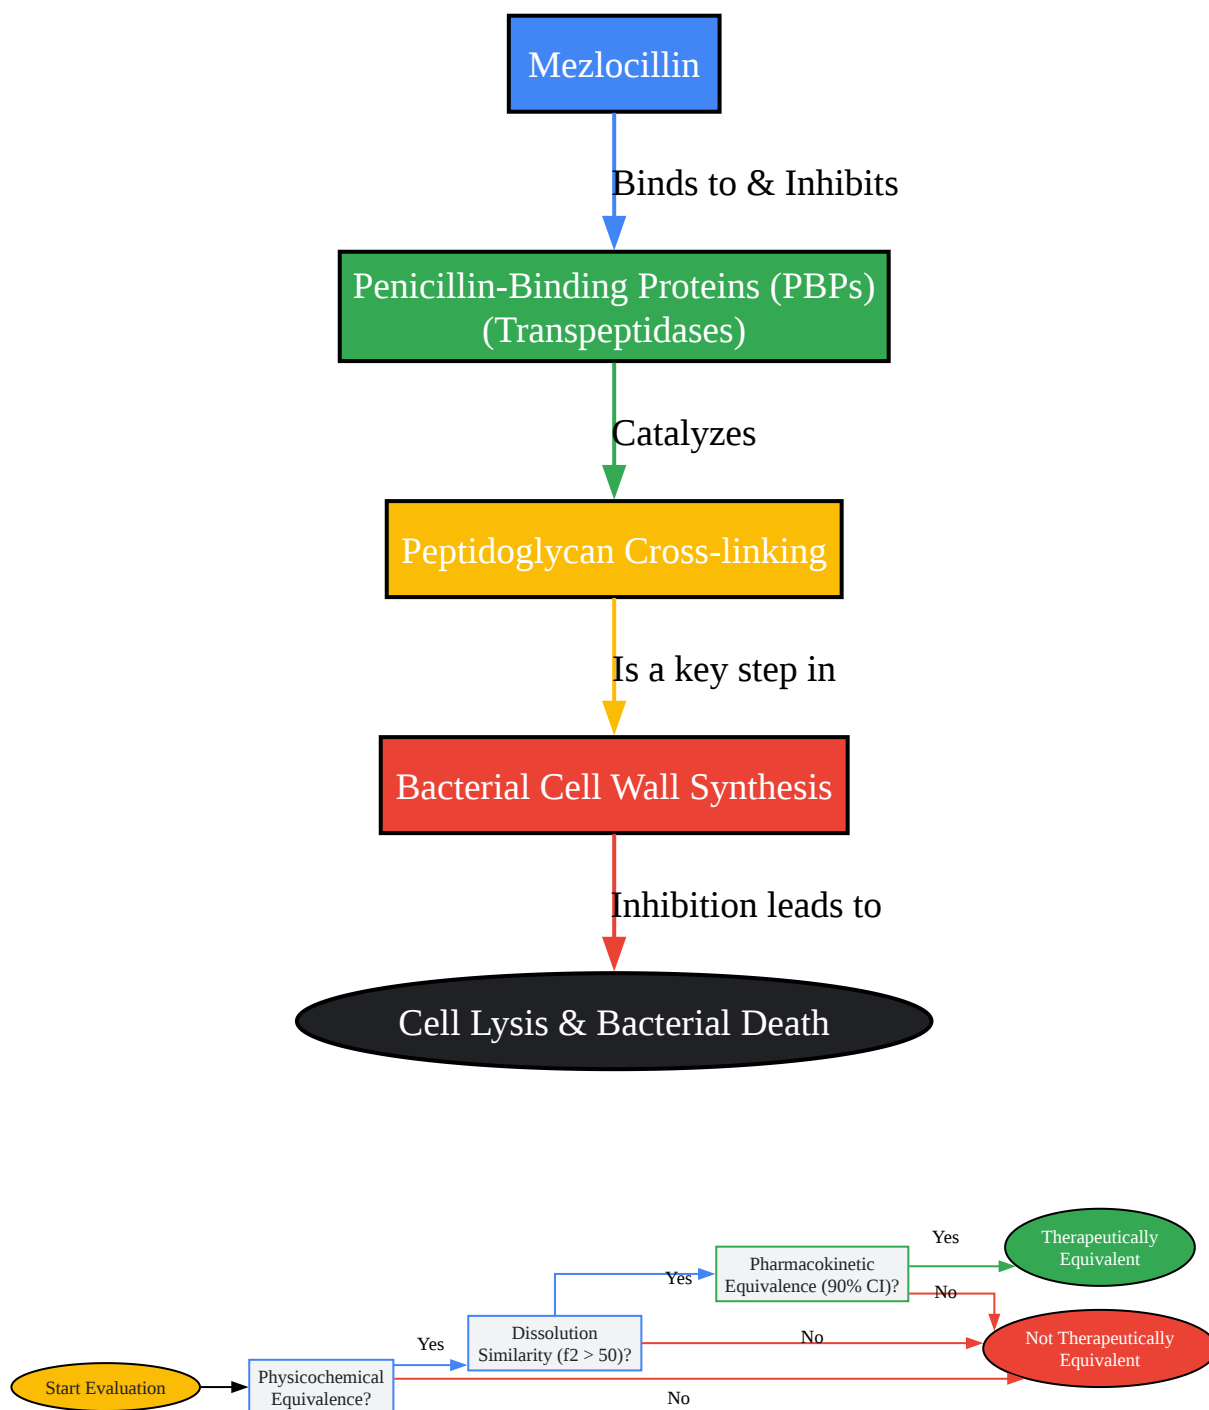 Mezlocillin
Binds to & Inhibits
Penicillin-Binding Proteins (PBPs)
(Transpeptidases)
Catalyzes
Peptidoglycan Cross-linking
Is a key step in
Bacterial Cell Wall Synthesis
Inhibition leads to
Cell Lysis & Bacterial Death
Start Evaluation
Physicochemical
Equivalence?
Yes
No
Dissolution
Similarity (f2 > 50)?
Yes
No
Pharmacokinetic
Equivalence (90% CI)?
Yes
No
Therapeutically
Equivalent
Not Therapeutically
Equivalent